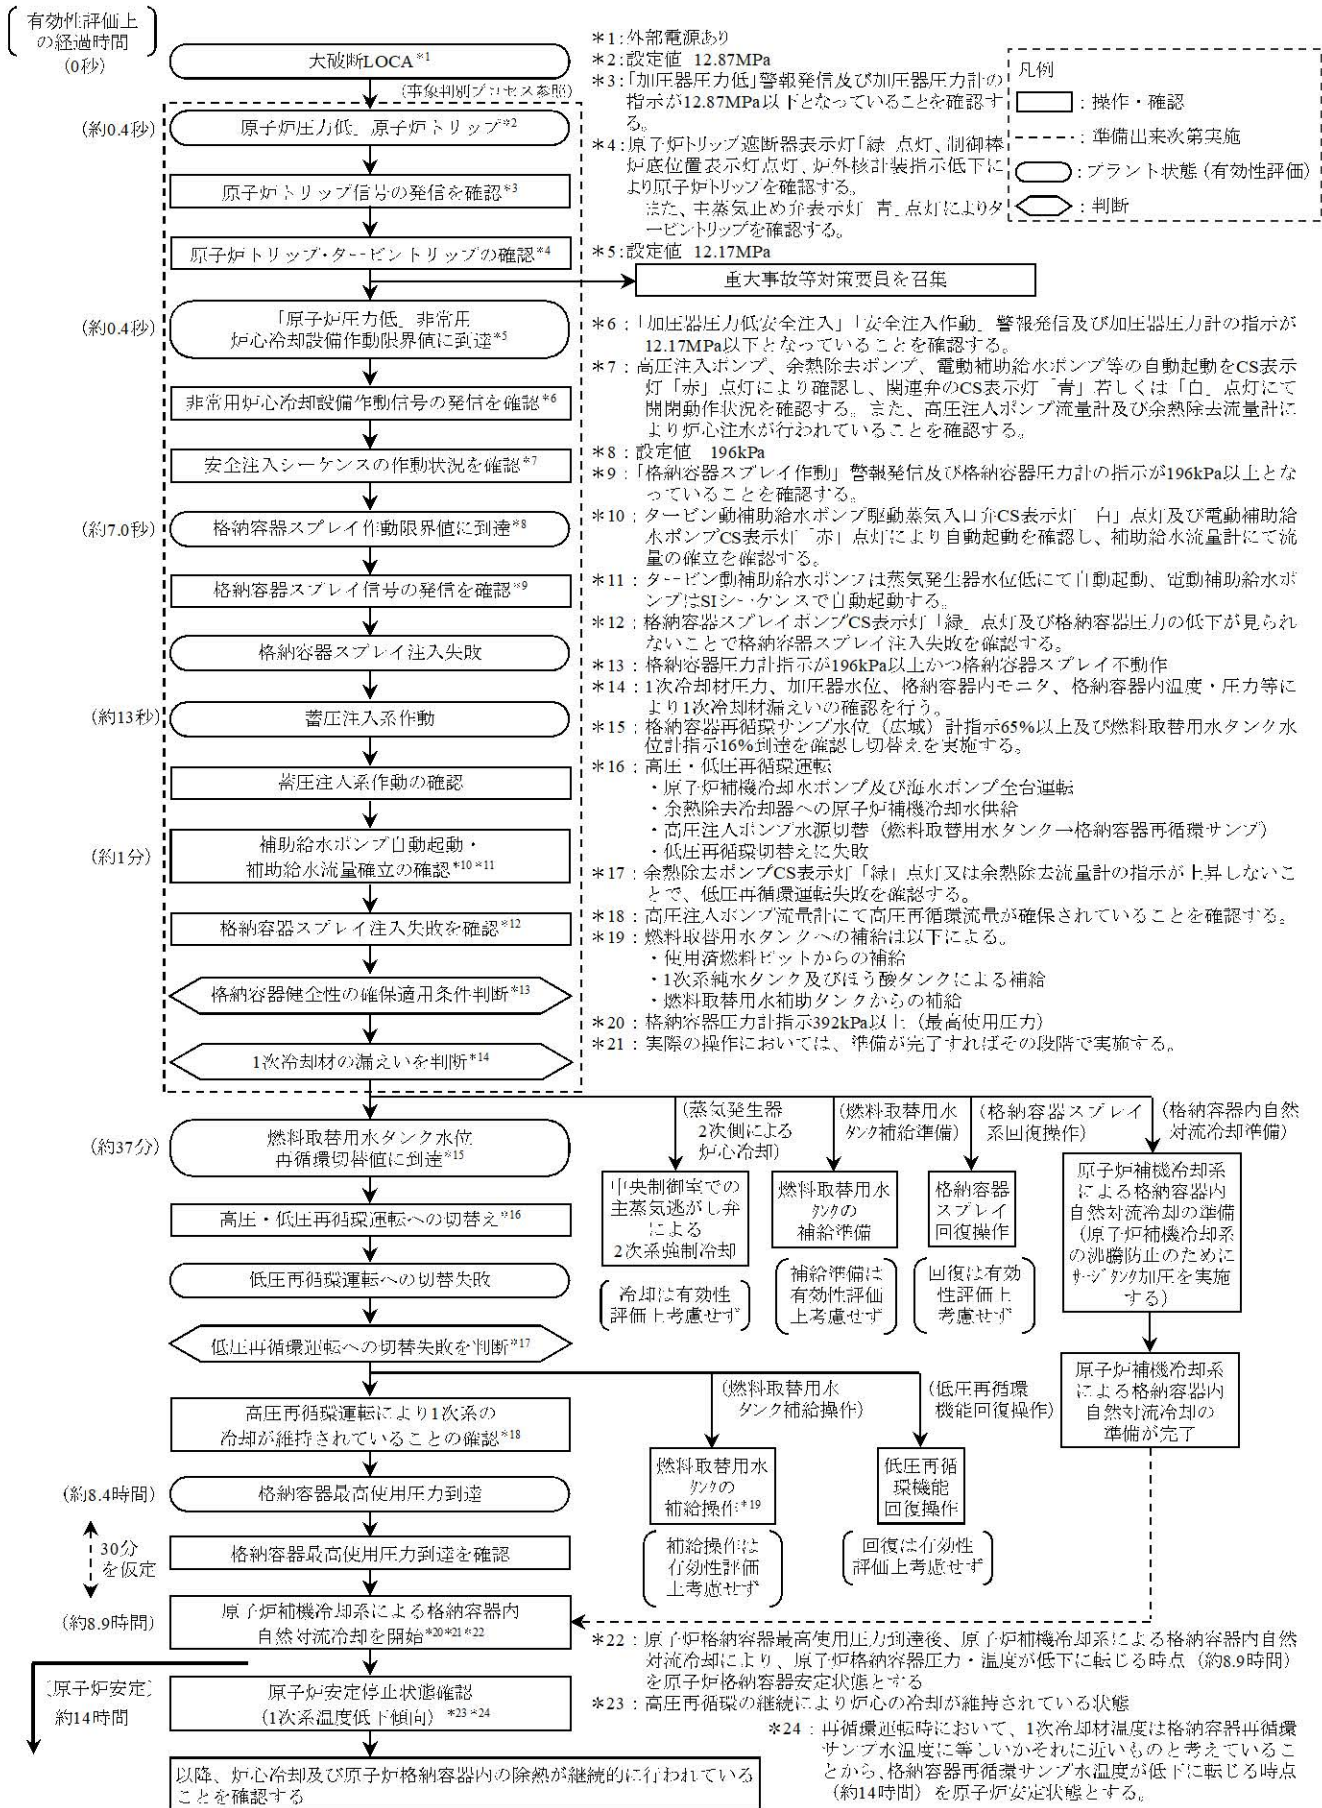 有効性評価上
の経過時間
(0秒)
大破断LOCA*1
(事象判別プロセス参照)
(約0.4秒)
「原子炉圧力低」原子炉トリップ*2
原子炉トリップ信号の発信を確認*3
原子炉トリップ・タービントリップの確認*4
重大事故等対策要員を召集
(約0.4秒)
「原子炉圧力低」非常用
炉心冷却設備作動限界値に到達*5
非常用炉心冷却設備作動信号の発信を確認*6
安全注入シーケンスの作動状況を確認*7
(約7.0秒)
格納容器スプレイ作動限界値に到達*8
格納容器スプレイ信号の発信を確認*9
格納容器スプレイ注入失敗
(約13秒)
蓄圧注入系作動
蓄圧注入系作動の確認
(約1分)
補助給水ポンプ自動起動・
補助給水流量確立の確認*10 *11
格納容器スプレイ注入失敗を確認*12
格納容器健全性の確保適用条件判断*13
1次冷却材の漏えいを判断*14
*1:外部電源あり
*2:設定値 12.87MPa
*3:「加圧器圧力低」警報発信及び加圧器圧力計の
指示が12.87MPa以下となっていることを確認す
る。
*4:原子炉トリップ遮断器表示灯「緑」点灯、制御棒
炉底位置表示灯点灯、炉外核計装指示低下に
より原子炉トリップを確認する。
また、主蒸気止め弁表示灯「青」点灯によりタ
ービントリップを確認する。
*5:設定値 12.17MPa
凡例
:操作・確認
:準備出来次第実施
:プラント状態(有効性評価)
:判断
*6:「加圧器圧力低安全注入」「安全注入作動」警報発信及び加圧器圧力計の指示が
12.17MPa以下となっていることを確認する。
*7:高圧注入ポンプ、余熱除去ポンプ、電動補助給水ポンプ等の自動起動をCS表示
灯「赤」点灯により確認し、関連弁のCS表示灯「青」若しくは「白」点灯にて
開閉動作状況を確認する。また、高圧注入ポンプ流量計及び余熱除去流量計に
より炉心注水が行われていることを確認する。
*8:設定値 196kPa
*9:「格納容器スプレイ作動」警報発信及び格納容器圧力計の指示が196kPa以上とな
っていることを確認する。
*10:タービン動補助給水ポンプ駆動蒸気入口弁CS表示灯「白」点灯及び電動補助給
水ポンプCS表示灯「赤」点灯により自動起動を確認し、補助給水流量計にて流
量の確立を確認する。
*11:タービン動補助給水ポンプは蒸気発生器水位低にて自動起動、電動補助給水ポ
ンプはSIシーケンスで自動起動する。
*12:格納容器スプレイポンプCS表示灯「緑」点灯及び格納容器圧力の低下が見られ
ないことで格納容器スプレイ注入失敗を確認する。
*13:格納容器圧力計指示が196kPa以上かつ格納容器スプレイ不動作
*14:1次冷却材圧力、加圧器水位、格納容器内モニタ、格納容器内温度・圧力等によ
り1次冷却材漏えいの確認を行う。
*15:格納容器再循環サンプ水位(広域)計指示65%以上及び燃料取替用水タンク水
位計指示16%到達を確認し切替えを実施する。
*16:高圧・低圧再循環運転
・原子炉補機冷却水ポンプ及び海水ポンプ全台運転
・余熱除去冷却器への原子炉補機冷却水供給
・高圧注入ポンプ水源切替(燃料取替用水タンク→格納容器再循環サンプ)
・低圧再循環切替えに失敗
*17:余熱除去ポンプCS表示灯「緑」点灯又は余熱除去流量計の指示が上昇しないこ
とで、低圧再循環運転失敗を確認する。
*18:高圧注入ポンプ流量計にて高圧再循環流量が確保されていることを確認する。
*19:燃料取替用水タンクへの補給は以下による。
・使用済燃料ピットからの補給
・1次系純水タンク及びほう酸タンクによる補給
・燃料取替用水補助タンクからの補給
*20:格納容器圧力計指示392kPa以上(最高使用圧力)
*21:実際の操作においては、準備が完了すればその段階で実施する。
(約37分)
燃料取替用水タンク水位
再循環切替値に到達*15
高圧・低圧再循環運転への切替え*16
低圧再循環運転への切替失敗
低圧再循環運転への切替失敗を判断*17
(蒸気発生器
2次側による
炉心冷却)
中央制御室での
主蒸気逃がし弁
による
2次系強制冷却
冷却は有効性
評価上考慮せず
(燃料取替用水
タンク補給準備)
燃料取替用水
タンクの
補給準備
補給準備は
有効性評価
上考慮せず
(格納容器スプレイ
系回復操作)
格納容器
スプレイ
回復操作
回復は有効
性評価上
考慮せず
(格納容器内自然
対流冷却準備)
原子炉補機冷却系
による格納容器内
自然対流冷却の準備
(原子炉補機冷却系
の沸騰防止のために
サージタンク加圧を実施
する)
原子炉補機冷却系
による格納容器内
自然対流冷却の
準備が完了
高圧再循環運転により1次系の
冷却が維持されていることの確認*18
(燃料取替用水
タンク補給操作)
燃料取替用水
タンクの
補給操作*19
補給操作は
有効性評価
上考慮せず
(低圧再循環
機能回復操作)
低圧再循
環機能
回復操作
回復は有効性
評価上考慮せず
(約8.4時間)
格納容器最高使用圧力到達
30分
を仮定
格納容器最高使用圧力到達を確認
(約8.9時間)
原子炉補機冷却系による格納容器内
自然対流冷却を開始*20*21*22
[原子炉安定]
約14時間
原子炉安定停止状態確認
(1次系温度低下傾向) *23 *24
以降、炉心冷却及び原子炉格納容器内の除熱が継続的に行われている
ことを確認する
*22:原子炉格納容器最高使用圧力到達後、原子炉補機冷却系による格納容器内自然
対流冷却により、原子炉格納容器圧力・温度が低下に転じる時点(約8.9時間)
を原子炉格納容器安定状態とする
*23:高圧再循環の継続により炉心の冷却が維持されている状態
*24:再循環運転時において、1次冷却材温度は格納容器再循環
サンプ水温度に等しいかそれに近いものと考えているこ
とから、格納容器再循環サンプ水温度が低下に転じる時点
(約14時間)を原子炉安定状態とする。